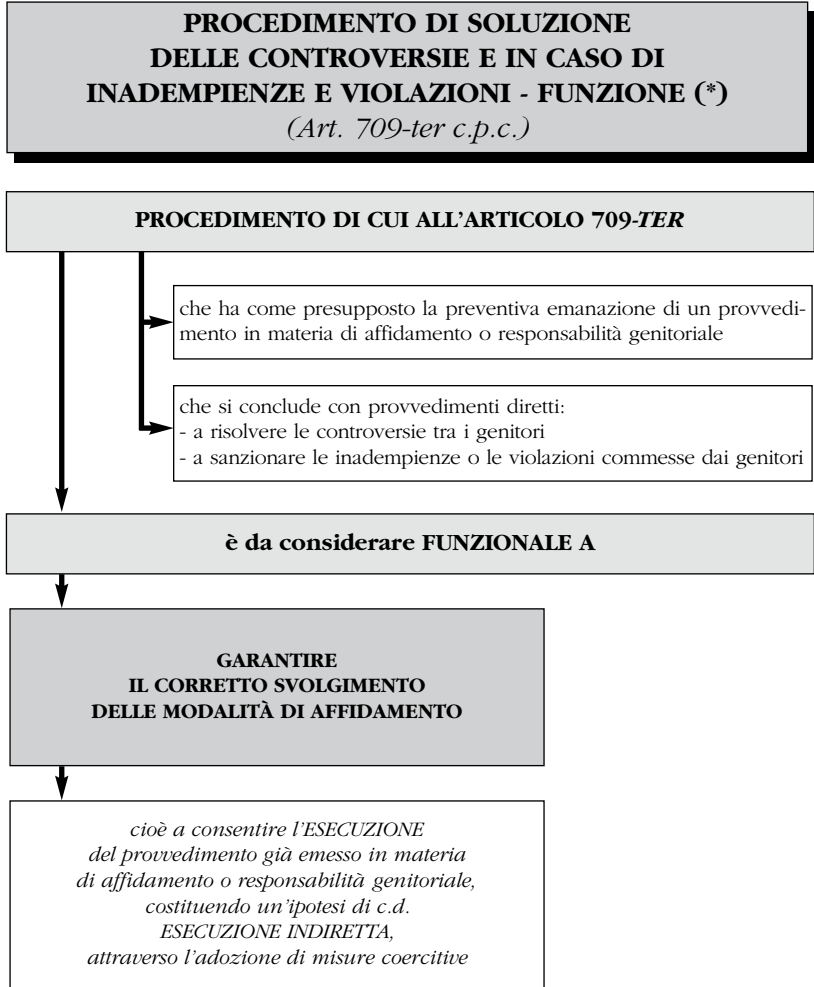 PROCEDIMENTO DI SOLUZIONE
DELLE CONTROVERSIE E IN CASO DI
INADEMPIENZE E VIOLAZIONI - FUNZIONE (*)
(Art. 709-ter c.p.c.)
PROCEDIMENTO DI CUI ALL’ARTICOLO 709-TER
che ha come presupposto la preventiva emanazione di un provvedi-
mento in materia di affidamento o responsabilità genitoriale
che si conclude con provvedimenti diretti:
- a risolvere le controversie tra i genitori
- a sanzionare le inadempienze o le violazioni commesse dai genitori
è da considerare FUNZIONALE A
GARANTIRE
IL CORRETTO SVOLGIMENTO
DELLE MODALITÀ DI AFFIDAMENTO
cioè a consentire l’ESECUZIONE
del provvedimento già emesso in materia
di affidamento o responsabilità genitoriale,
costituendo un’ipotesi di c.d.
ESECUZIONE INDIRETTA,
attraverso l’adozione di misure coercitive